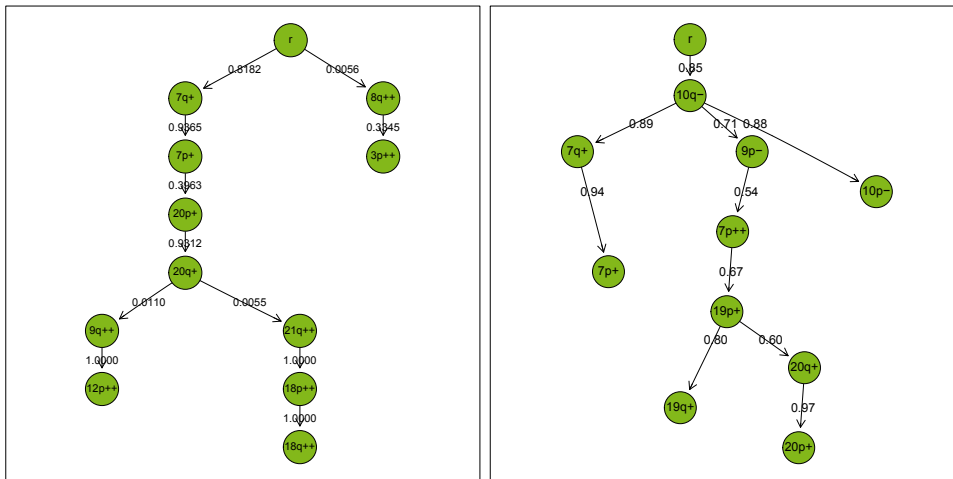 r
0.8182
0.0056
7q+
8q++
0.9365
0.3345
7p+
3p++
0.3963
20p+
0.9312
20q+
0.0110
0.0055
9q++
21q++
1.0000
1.0000
12p++
18p++
1.0000
18q++
r
0.85
10q−
0.89
0.71
0.88
7q+
9p−
0.94
0.54
10p−
7p++
7p+
0.67
19p+
0.80
0.60
20q+
19q+
0.97
20p+